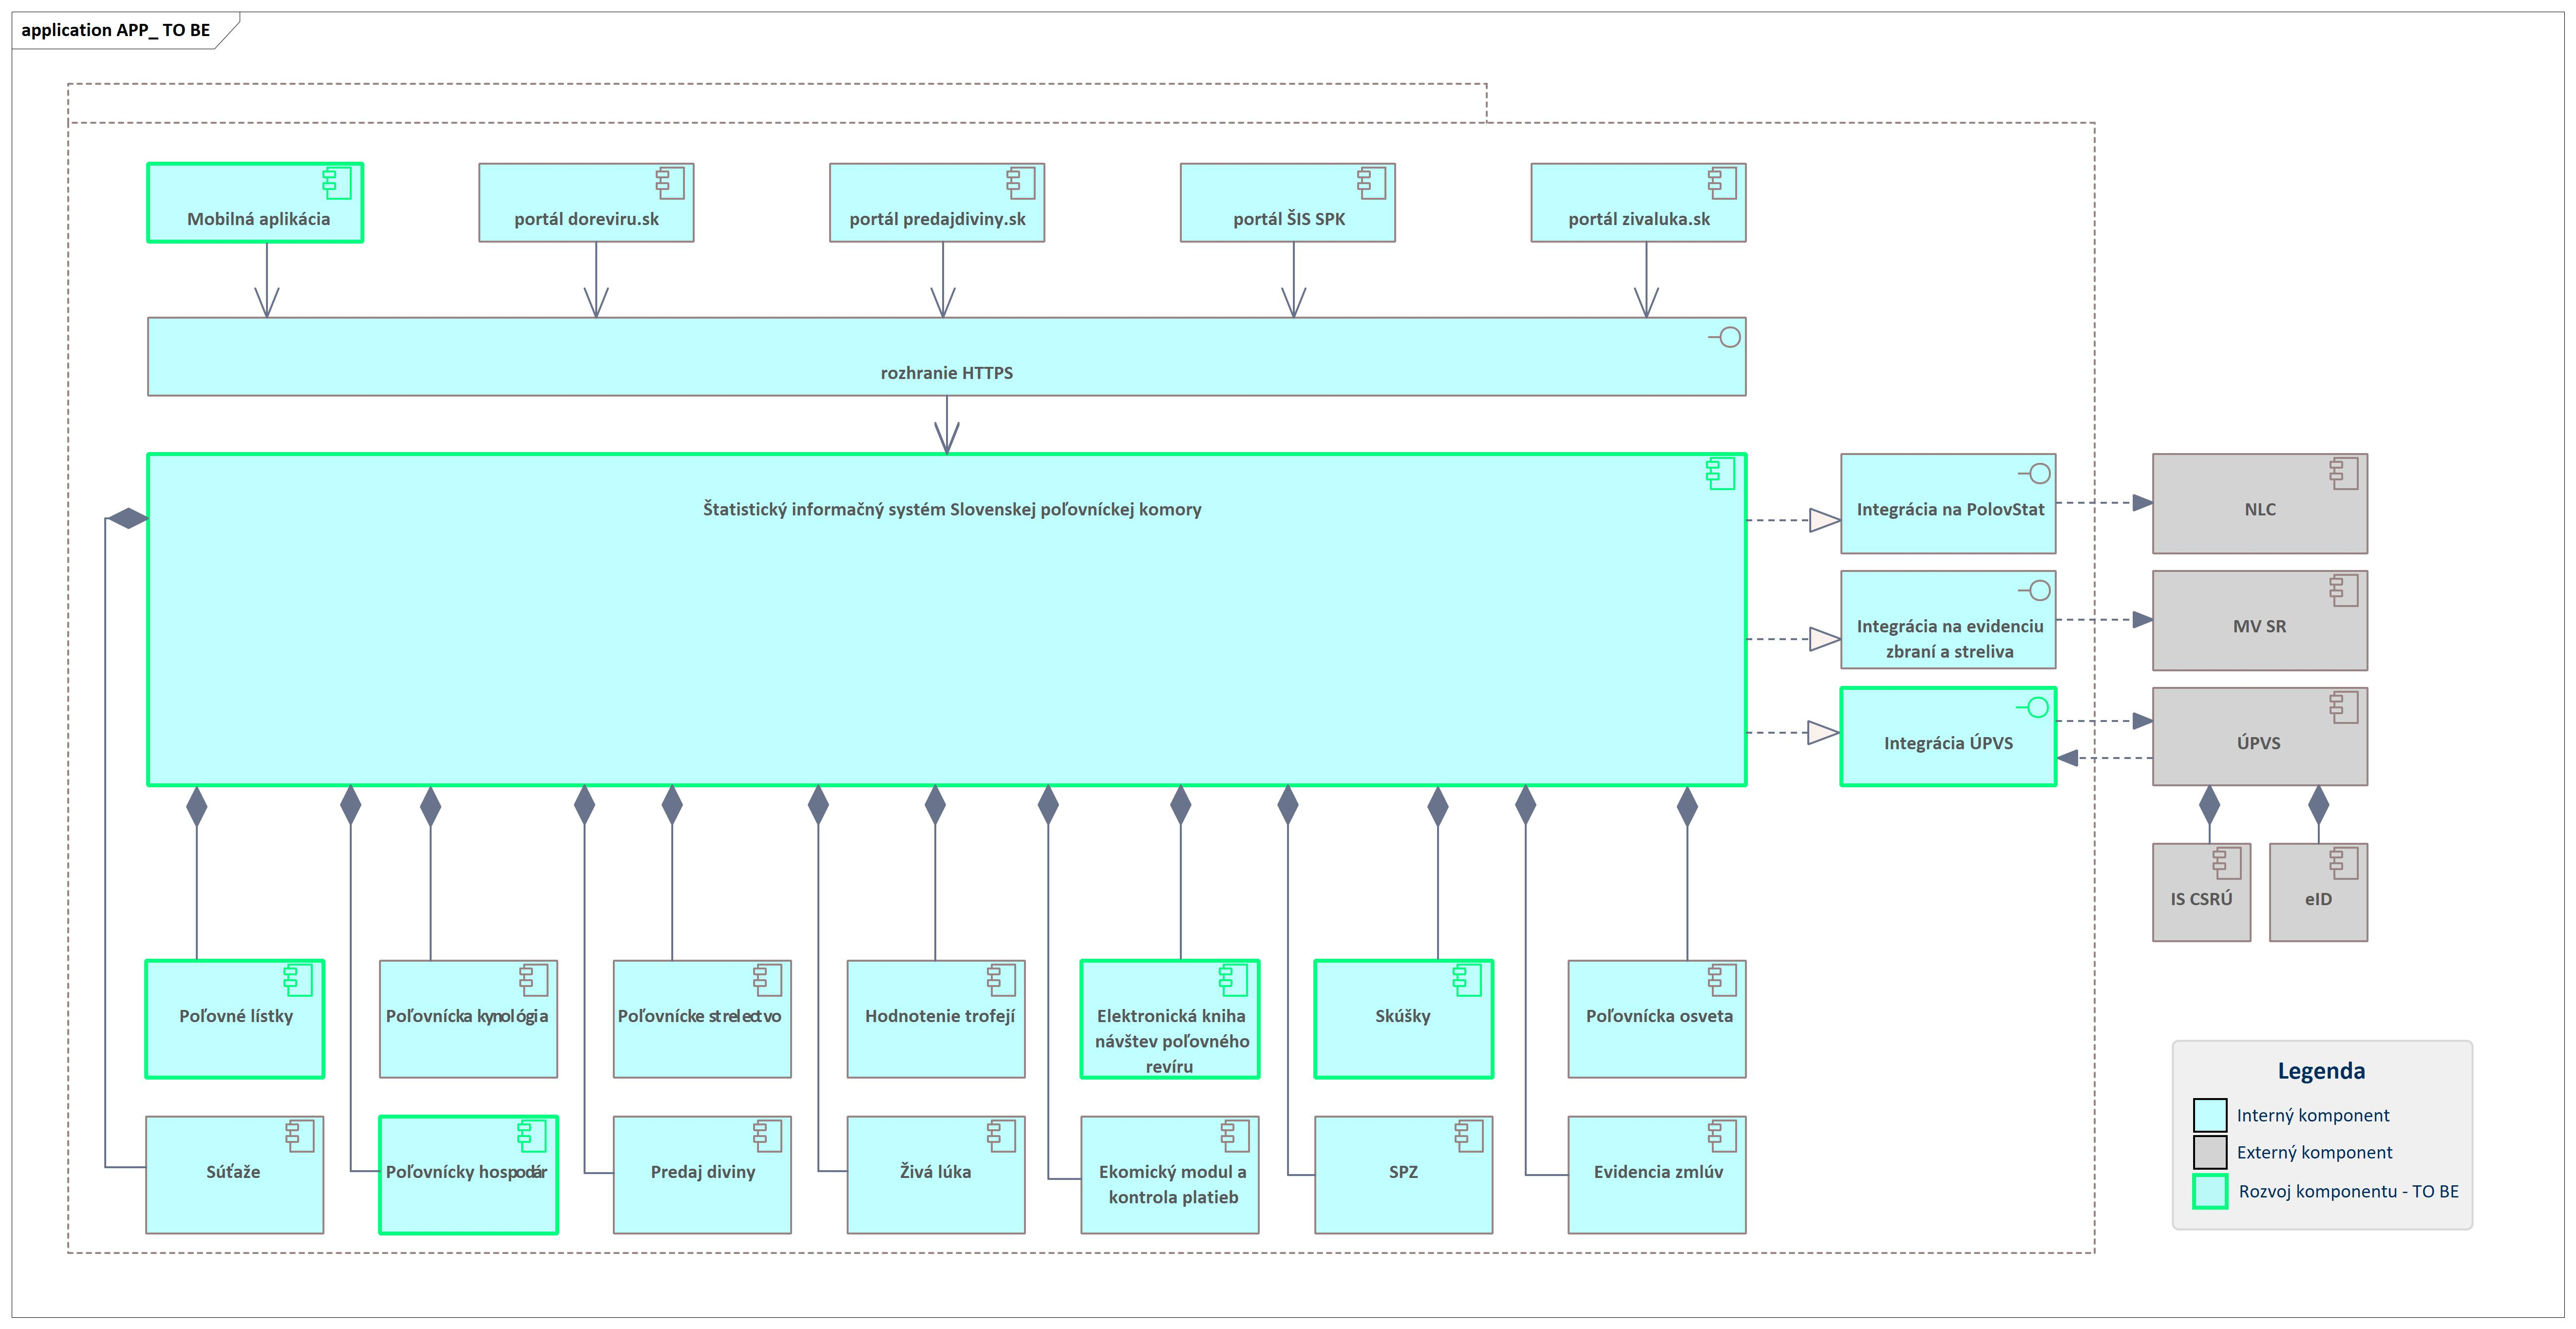 application APP_ TO BE
Mobilná aplikácia
portál doreviru.sk
portál predajdiviny.sk
portál ŠIS SPK
portál zivaluka.sk
rozhranie HTTPS
Štatistický informačný systém Slovenskej poľovníckej komory
Integrácia na PolovStat
NLC
Integrácia na evidenciu
zbraní a streliva
MV SR
Integrácia ÚPVS
ÚPVS
IS CSRÚ
eID
Poľovné lístky
Poľovnícka kynológia
Poľovnícke strelectvo
Hodnotenie trofejí
Elektronická kniha
návštev poľovného
revíru
Skúšky
Poľovnícka osveta
Súťaže
Poľovnícky hospodár
Predaj diviny
Živá lúka
Ekomický modul a
kontrola platieb
SPZ
Evidencia zmlúv
Legenda
Interný komponent
Externý komponent
Rozvoj komponentu - TO BE